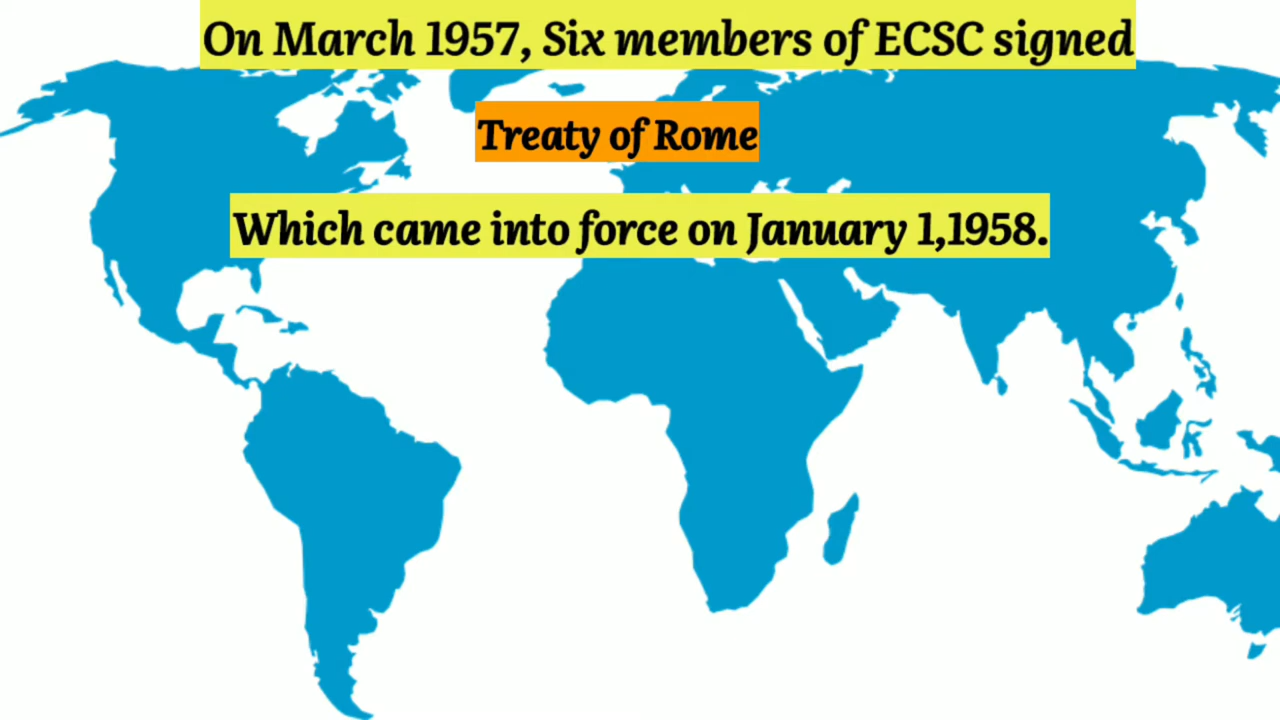 On March 1957, Six members of ECSC signed
Treaty of Rome
Which came into force on January 1,1958.